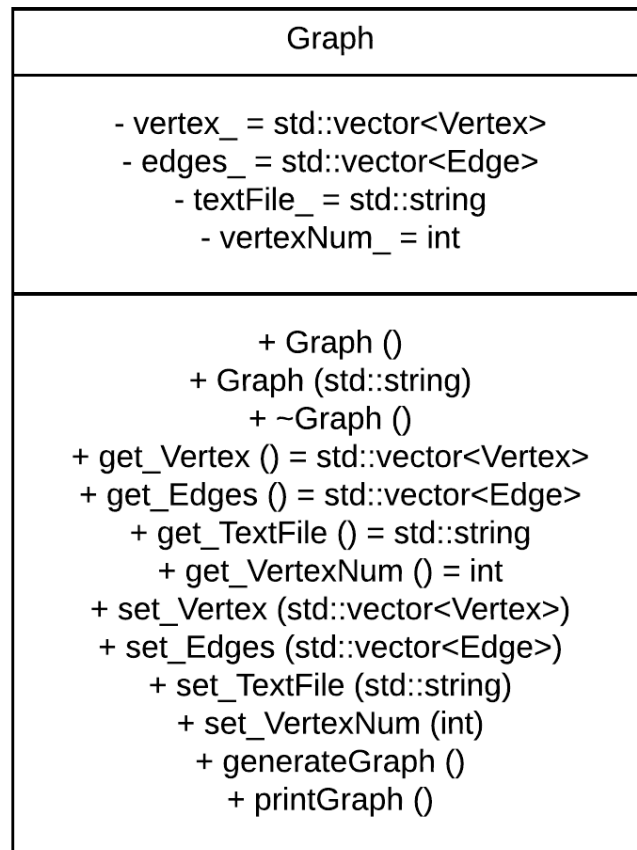 Graph
- vertex_ = std::vector<Vertex>
- edges_ = std::vector<Edge>
- textFile_ = std::string
- vertexNum_ = int
+ Graph ()
+ Graph (std::string)
+ ~Graph ()
+ get_Vertex () = std::vector<Vertex>
+ get_Edges () = std::vector<Edge>
+ get_TextFile () = std::string
+ get_VertexNum () = int
+ set_Vertex (std::vector<Vertex>)
+ set_Edges (std::vector<Edge>)
+ set_TextFile (std::string)
+ set_VertexNum (int)
+ generateGraph ()
+ printGraph ()